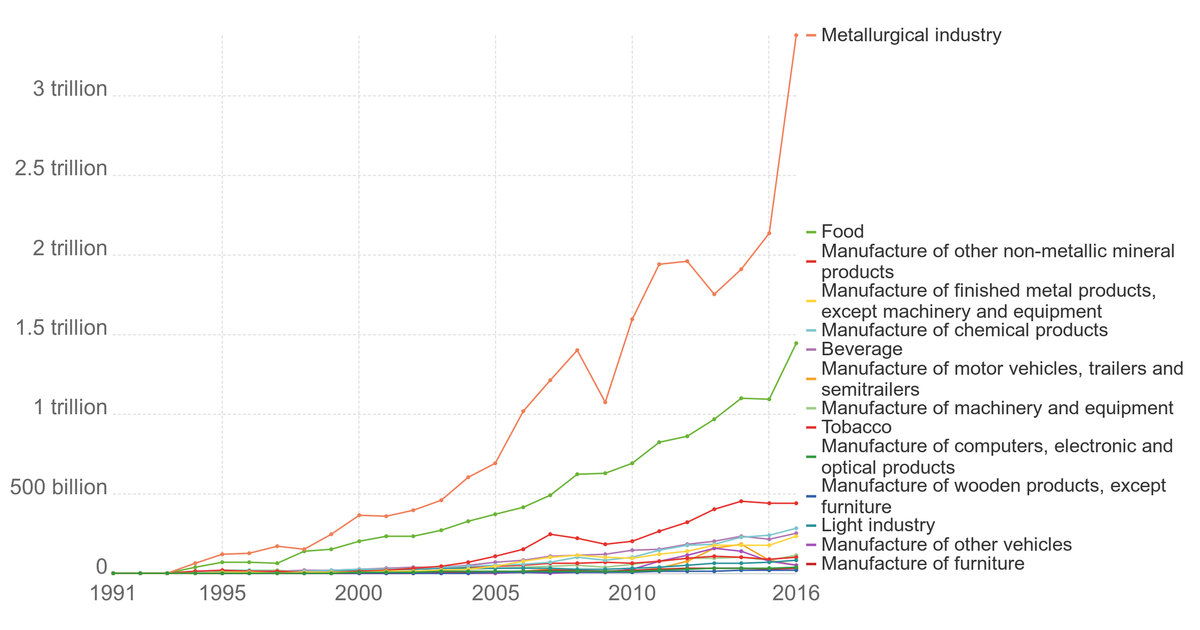 3 trillion
2.5 trillion
2 trillion
1.5 trillion
1 trillion
500 billion
0
1991
1995
2000
2005
2010
2016
Metallurgical industry
Food
Manufacture of other non-metallic mineral
products
Manufacture of finished metal products,
except machinery and equipment
Manufacture of chemical products
Beverage
Manufacture of motor vehicles, trailers and
semitrailers
Manufacture of machinery and equipment
Tobacco
Manufacture of computers, electronic and
optical products
Manufacture of wooden products, except
furniture
Light industry
Manufacture of other vehicles
Manufacture of furniture